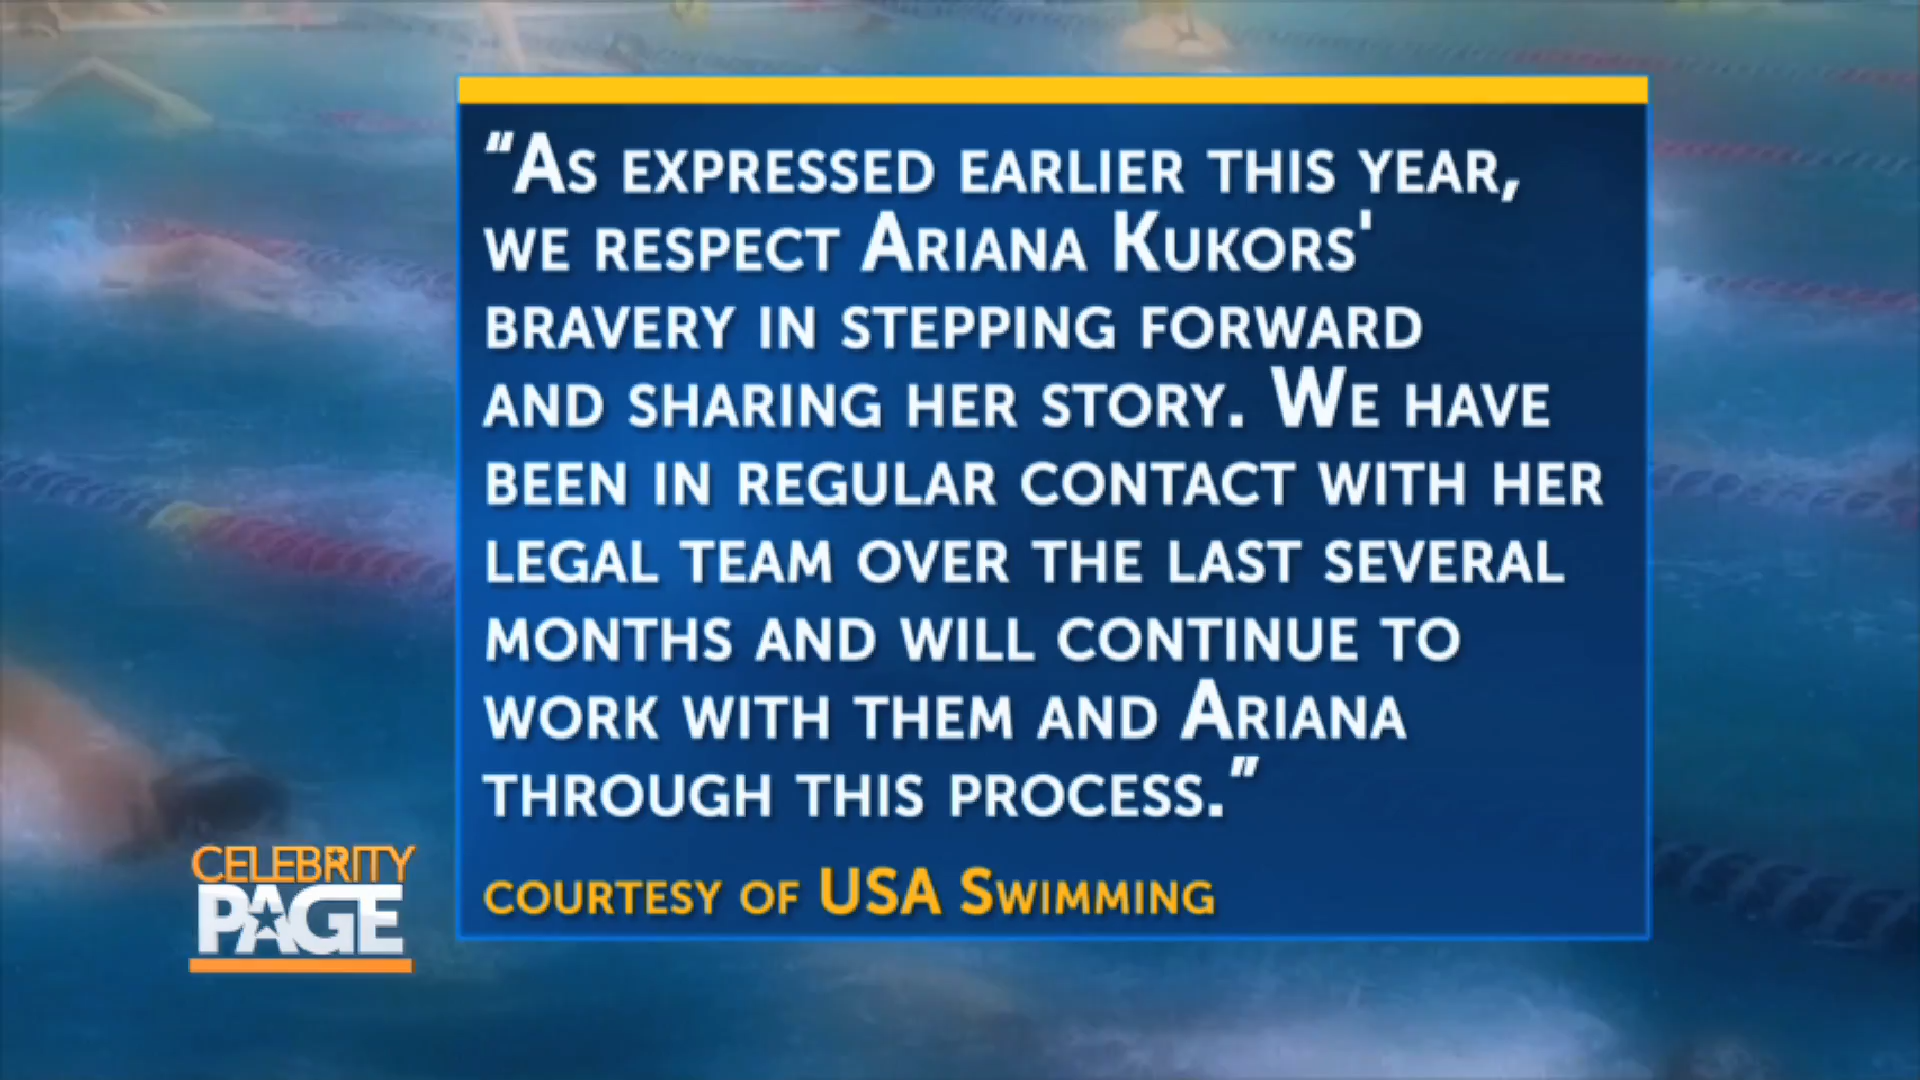 “As expressed earlier this year,
we respect Ariana Kukors'
bravery in stepping forward
and sharing her story. We have
been in regular contact with her
legal team over the last several
months and will continue to
work with them and Ariana
through this process.”
courtesy of USA Swimming
CELEBRITY
PAGE